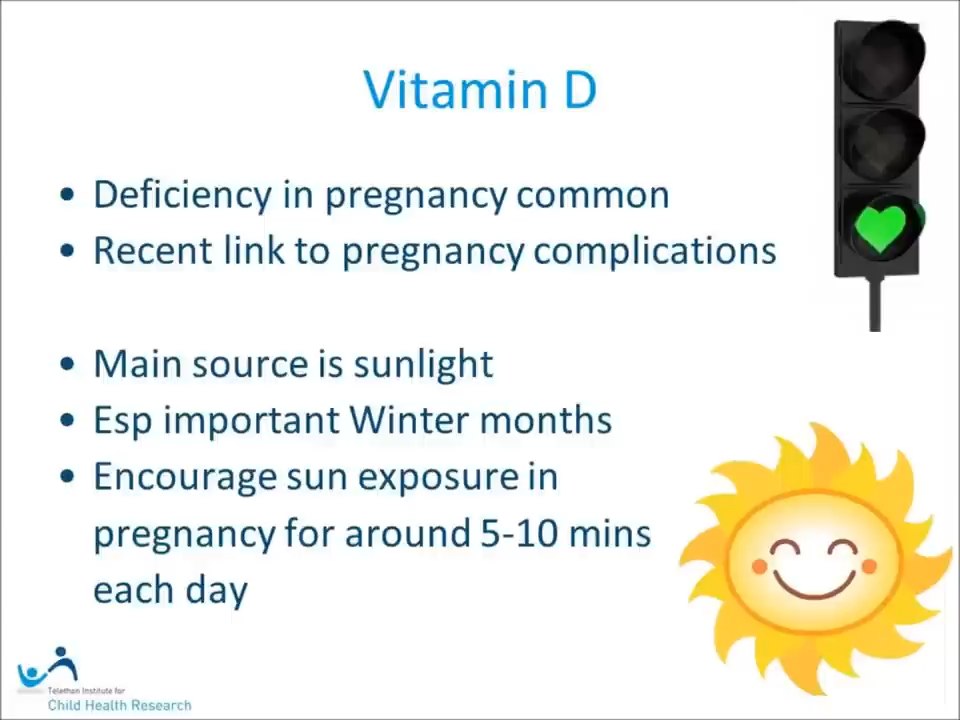 Vitamin D
• Deficiency in pregnancy common
• Recent link to pregnancy complications
• Main source is sunlight
• Esp important Winter months
• Encourage sun exposure in
pregnancy for around 5-10 mins
each day
Telethon Institute for
Child Health Research